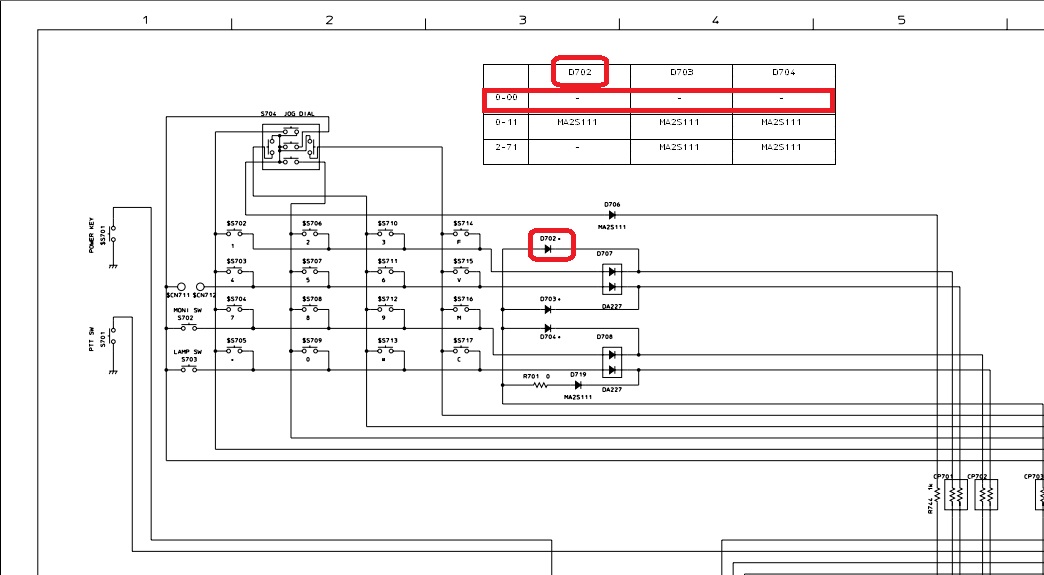 1 2 3 4 5
D702 D703 D704
0-00 - - -
0-11 MA2S111 MA2S111 MA2S111
2-71 - MA2S111 MA2S111
S704 JOG DIAL
D706
MA2S111
POWER KEY
$S701
$S702 $S706 $S710 $S714
1 2 3 F
D702*
D707
$S703 $S707 $S711 $S715
4 5 6 V
$CN711 $CN712
DA227
MONI SW
S702
$S704 $S708 $S712 $S716
7 8 9 M
D703*
D704*
D708
PTT SW
S701
LAMP SW
S703
$S705 $S709 $S713 $S717
* 0 # C
R701 0
D719
MA2S111
DA227
CP701 CP702 CP703
R744 1k